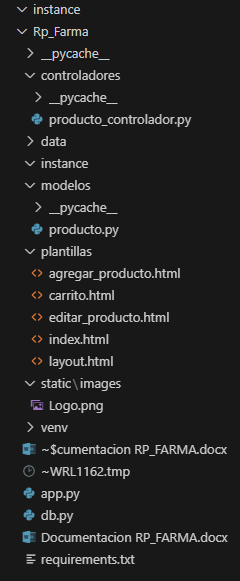 instance
Rp_Farma
__pycache__
controladores
__pycache__
producto_controlador.py
data
instance
modelos
__pycache__
producto.py
plantillas
agregar_producto.html
carrito.html
editar_producto.html
index.html
layout.html
static\images
Logo.png
venv
~$cumentacion RP_FARMA.docx
~WRL1162.tmp
app.py
db.py
Documentacion RP_FARMA.docx
requirements.txt